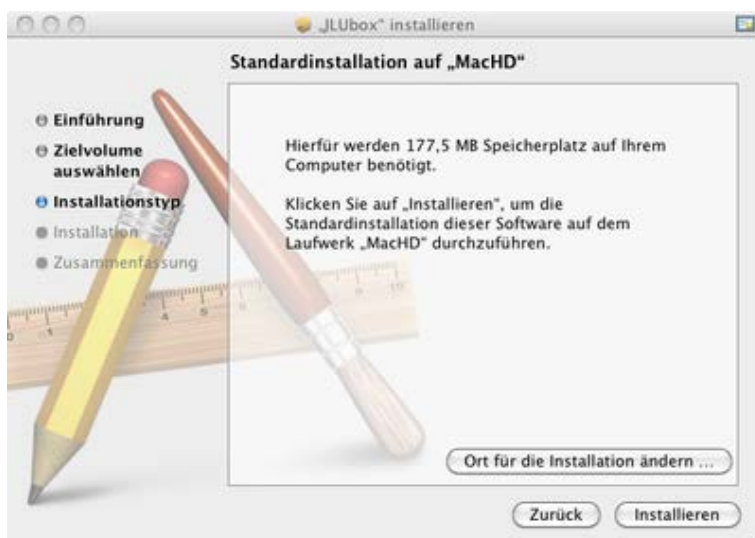 „JLUbox“ installieren
Standardinstallation auf „MacHD“
Einführung
Zielvolume
auswählen
Installationstyp
Installation
Zusammenfassung
Hierfür werden 177,5 MB Speicherplatz auf Ihrem
Computer benötigt.
Klicken Sie auf „Installieren“, um die
Standardinstallation dieser Software auf dem
Laufwerk „MacHD“ durchzuführen.
Ort für die Installation ändern ...
Zurück
Installieren